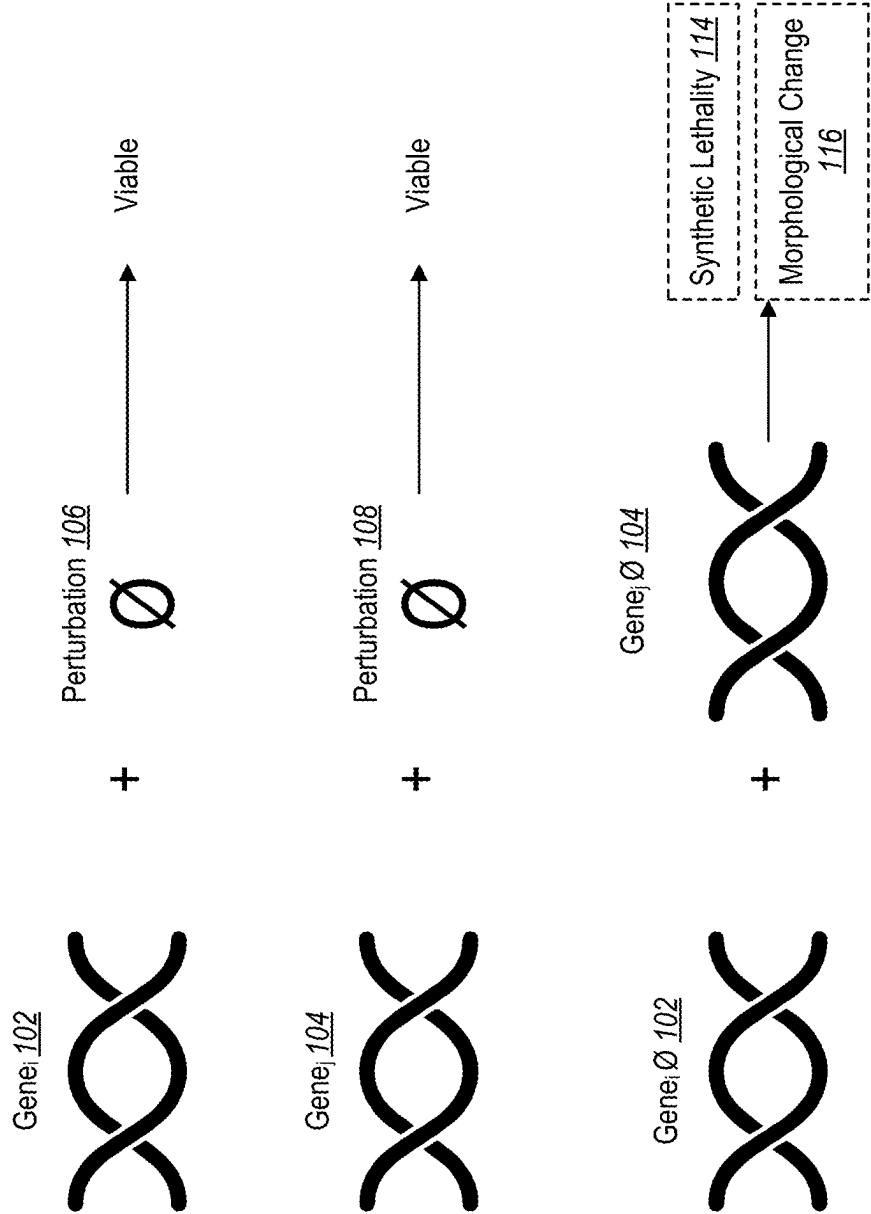 Gene_i 102
+
Perturbation 106
Ø
Viable
Gene_j 104
+
Perturbation 108
Ø
Viable
Gene_i Ø 102
+
Gene_j Ø 104
Synthetic Lethality 114
Morphological Change
116